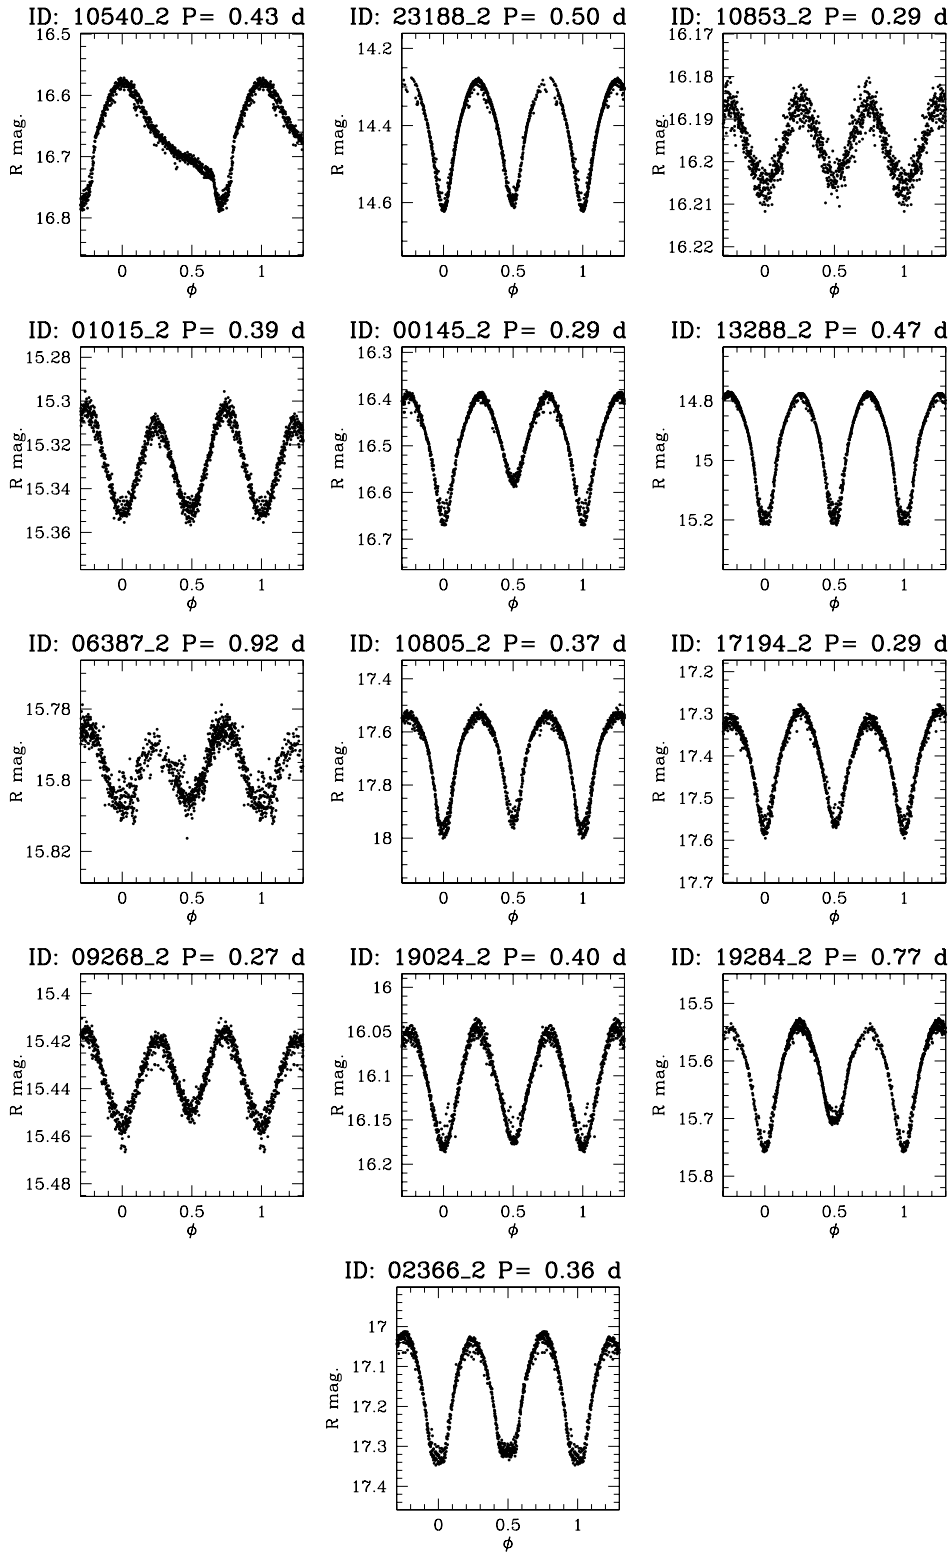 ID: 10540_2 P= 0.43 d
16.5
16.6
16.7
16.8
R mag.
0 0.5 1
ϕ
ID: 23188_2 P= 0.50 d
14.2
14.4
14.6
R mag.
0 0.5 1
ϕ
ID: 10853_2 P= 0.29 d
16.17
16.18
16.19
16.2
16.21
16.22
R mag.
0 0.5 1
ϕ
ID: 01015_2 P= 0.39 d
15.28
15.3
15.32
15.34
15.36
R mag.
0 0.5 1
ϕ
ID: 00145_2 P= 0.29 d
16.3
16.4
16.5
16.6
16.7
R mag.
0 0.5 1
ϕ
ID: 13288_2 P= 0.47 d
14.8
15
15.2
R mag.
0 0.5 1
ϕ
ID: 06387_2 P= 0.92 d
15.78
15.8
15.82
R mag.
0 0.5 1
ϕ
ID: 10805_2 P= 0.37 d
17.4
17.6
17.8
18
R mag.
0 0.5 1
ϕ
ID: 17194_2 P= 0.29 d
17.2
17.3
17.4
17.5
17.6
17.7
R mag.
0 0.5 1
ϕ
ID: 09268_2 P= 0.27 d
15.4
15.42
15.44
15.46
15.48
R mag.
0 0.5 1
ϕ
ID: 19024_2 P= 0.40 d
16
16.05
16.1
16.15
16.2
R mag.
0 0.5 1
ϕ
ID: 19284_2 P= 0.77 d
15.5
15.6
15.7
15.8
R mag.
0 0.5 1
ϕ
ID: 02366_2 P= 0.36 d
17
17.1
17.2
17.3
17.4
R mag.
0 0.5 1
ϕ